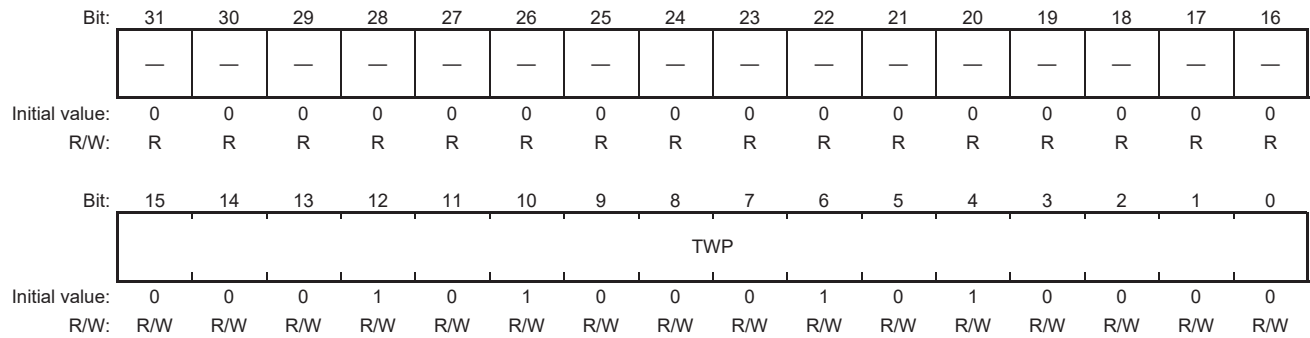 Bit: 31 30 29 28 27 26 25 24 23 22 21 20 19 18 17 16
— — — — — — — — — — — — — — — —
Initial value: 0 0 0 0 0 0 0 0 0 0 0 0 0 0 0 0
R/W: R R R R R R R R R R R R R R R R
Bit: 15 14 13 12 11 10 9 8 7 6 5 4 3 2 1 0
TWP
Initial value: 0 0 0 1 0 1 0 0 0 1 0 1 0 0 0 0
R/W: R/W R/W R/W R/W R/W R/W R/W R/W R/W R/W R/W R/W R/W R/W R/W R/W